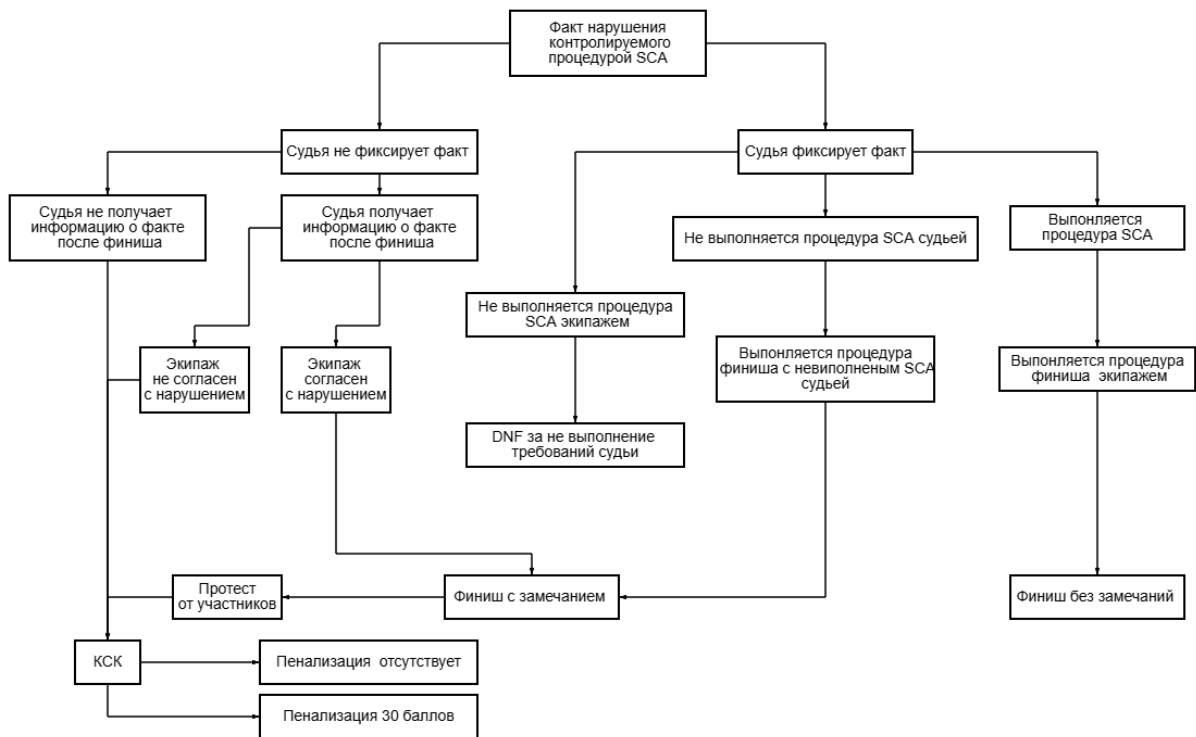 Факт нарушения
контролируемого
процедурой SCA
Судья не фиксирует факт
Судья фиксирует факт
Судья не получает
информацию о факте
после финиша
Судья получает
информацию о факте
после финиша
Не выполняется процедура SCA судьей
Выпонляется
процедура SCA
Не выполняется процедура
SCA экипажем
Экипаж
не согласен
с нарушением
Экипаж
согласен
с нарушением
Выпонляется процедура
финиша с невиполненым SCA
судьей
Выпонляется процедура
финиша экипажем
DNF за не выполнение
требований судьи
Протест
от участников
Финиш с замечанием
Финиш без замечаний
КСК
Пенализация отсутствует
Пенализация 30 баллов